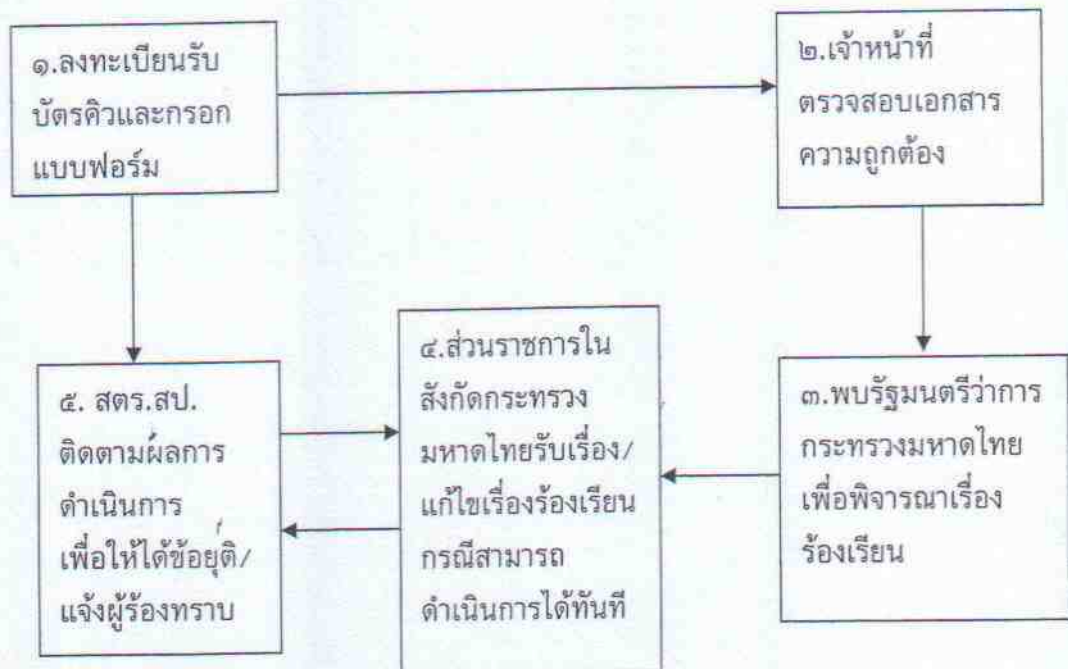 ๑.ลงทะเบียนรับ
บัตรคิวและกรอก
แบบฟอร์ม
๒.เจ้าหน้าที่
ตรวจสอบเอกสาร
ความถูกต้อง
๓.พบรัฐมนตรีว่าการ
กระทรวงมหาดไทย
เพื่อพิจารณาเรื่อง
ร้องเรียน
๔.ส่วนราชการใน
สังกัดกระทรวง
มหาดไทยรับเรื่อง/
แก้ไขเรื่องร้องเรียน
กรณีสามารถ
ดำเนินการได้ทันที
๕. สตร.สป.
ติดตามผลการ
ดำเนินการ
เพื่อให้ได้ข้อยุติ/
แจ้งผู้ร้องทราบ